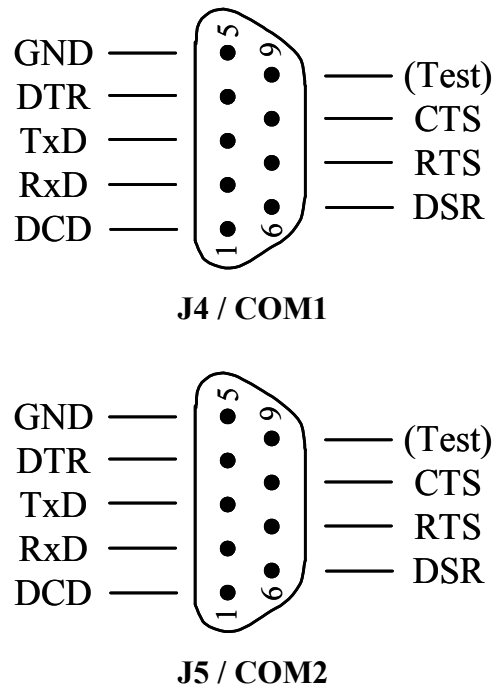 5
9
GND
(Test)
DTR
CTS
TxD
RTS
RxD
DSR
DCD
1
6
J4 / COM1
5
9
GND
(Test)
DTR
CTS
TxD
RTS
RxD
DSR
DCD
1
6
J5 / COM2